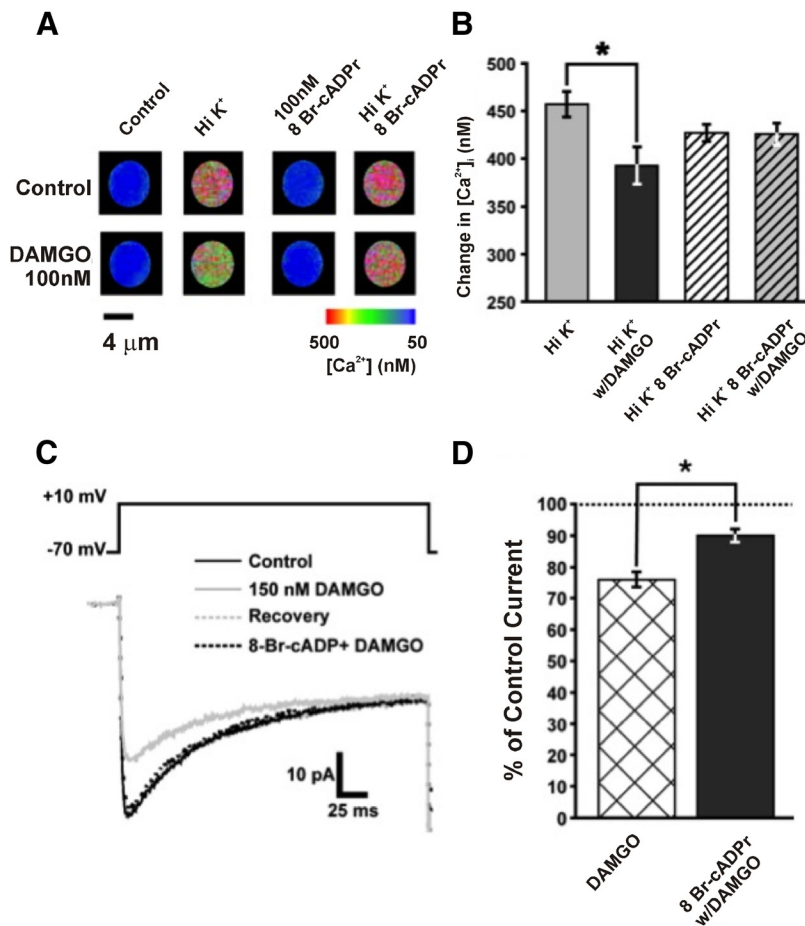 A
Control
Hi K⁺
100nM
8 Br-cADPr
Hi K⁺
8 Br-cADPr
Control
DAMGO
100nM
4 μm
500
50
[Ca²⁺] (nM)
B
Change in [Ca²⁺]ᵢ (nM)
500
450
400
350
300
250
*
Hi K⁺
Hi K⁺
w/DAMGO
Hi K⁺ 8 Br-cADPr
Hi K⁺ 8 Br-cADPr
w/DAMGO
C
+10 mV
-70 mV
Control
150 nM DAMGO
Recovery
8-Br-cADP+ DAMGO
10 pA
25 ms
D
% of Control Current
100
90
80
70
60
50
40
30
20
10
0
*
DAMGO
8 Br-cADPr
w/DAMGO